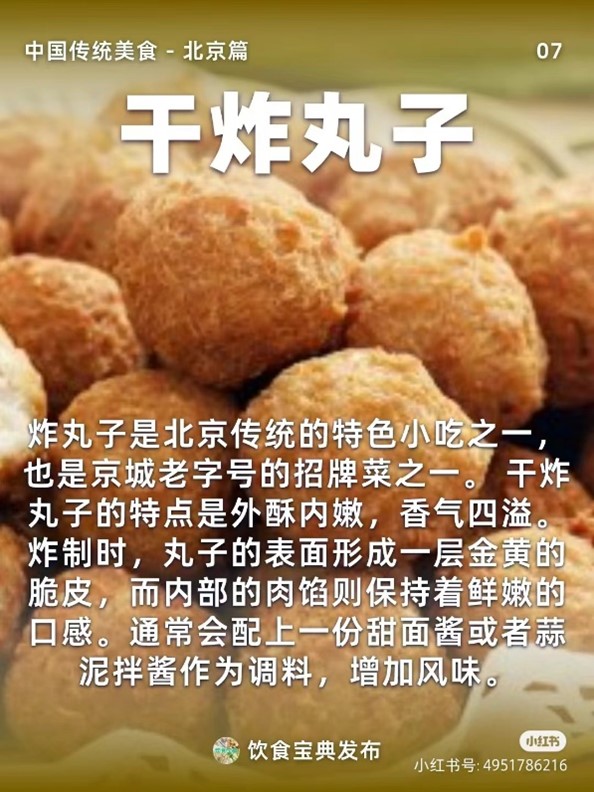 中国传统美食 - 北京篇
07
干炸丸子
炸丸子是北京传统的特色小吃之一，
也是京城老字号的招牌菜之一。 干炸
丸子的特点是外酥内嫩，香气四溢。
炸制时，丸子的表面形成一层金黄的
脆皮，而内部的肉馅则保持着鲜嫩的
口感。通常会配上一份甜面酱或者蒜
泥拌酱作为调料，增加风味。
饮食宝典发布
小红书
小红书号: 4951786216